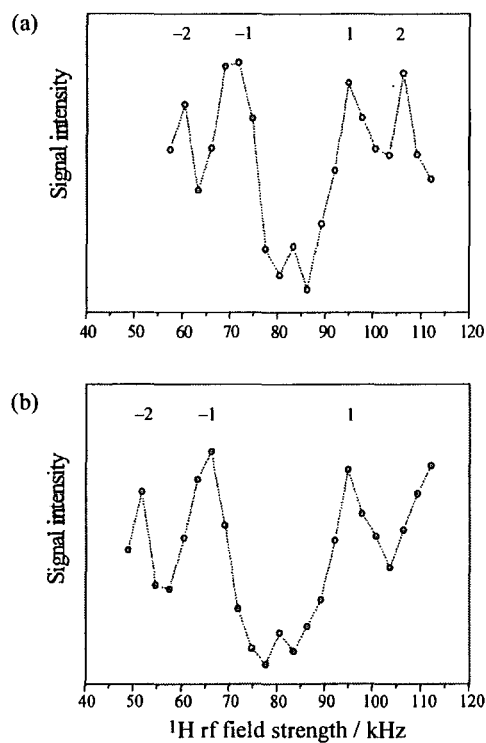 (a)
−2 −1 1 2
Signal intensity
40 50 60 70 80 90 100 110 120
(b)
−2 −1 1
Signal intensity
40 50 60 70 80 90 100 110 120
¹H rf field strength / kHz